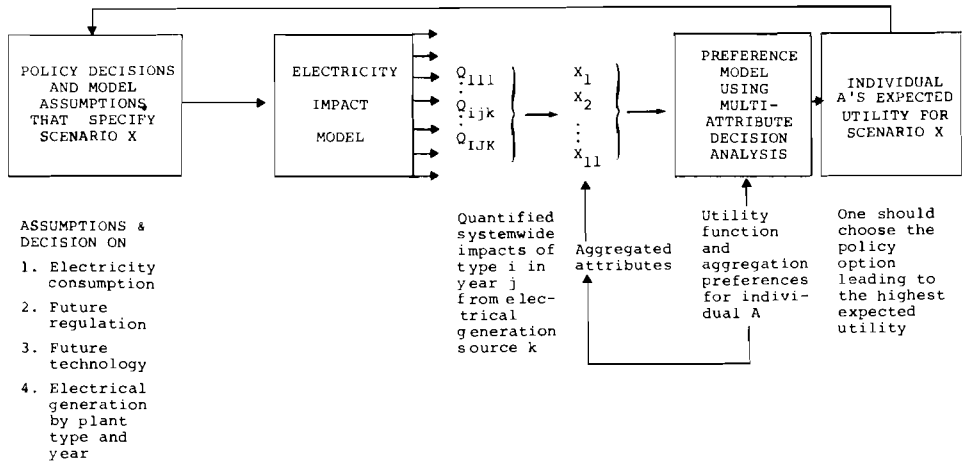 POLICY DECISIONS
AND MODEL
ASSUMPTIONS
THAT SPECIFY
SCENARIO X
ELECTRICITY
IMPACT
MODEL
Q111
⋮
Qijk
⋮
QIJK
X1
X2
⋮
X11
PREFERENCE
MODEL
USING
MULTI-
ATTRIBUTE
DECISION
ANALYSIS
INDIVIDUAL
A'S EXPECTED
UTILITY FOR
SCENARIO X
ASSUMPTIONS &
DECISION ON
1. Electricity
consumption
2. Future
regulation
3. Future
technology
4. Electrical
generation
by plant
type and
year
Quantified
systemwide
impacts of
type i in
year j
from elec-
trical
generation
source k
Aggregated
attributes
Utility
function
and
aggregation
preferences
for indivi-
dual A
One should
choose the
policy
option
leading to
the highest
expected
utility